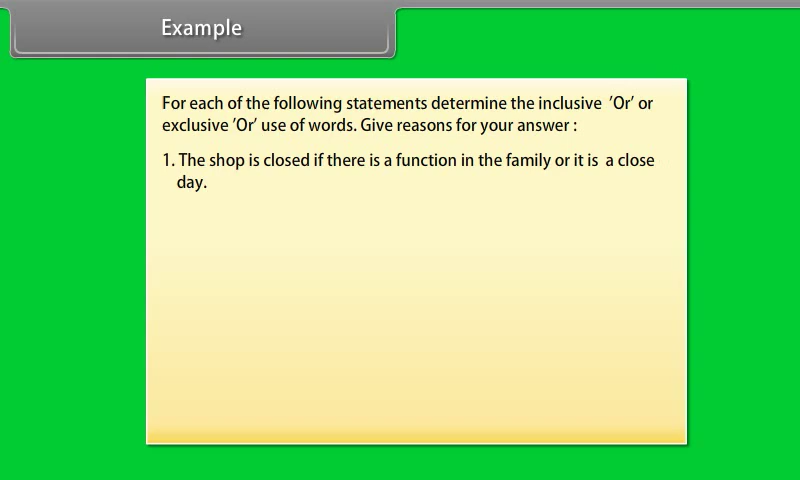 Example
For each of the following statements determine the inclusive 'Or' or
exclusive 'Or' use of words. Give reasons for your answer :
1. The shop is closed if there is a function in the family or it is a close
day.